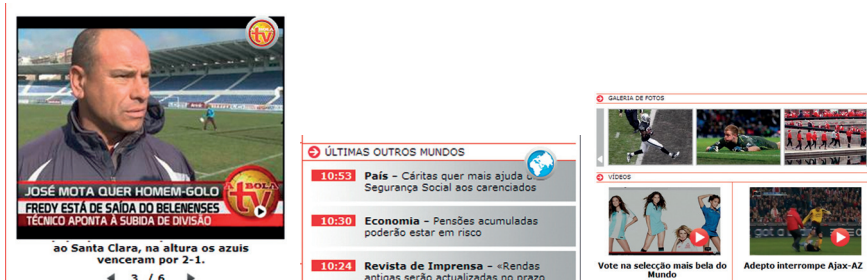 A BOLA
tv
JOSÉ MOTA QUER HOMEM-GOLO
FREDY ESTÁ DE SAÍDA DO BELENENSES
TÉCNICO APONTA À SUBIDA DE DIVISÃO
A BOLA
tv
ao Santa Clara, na altura os azuis
venceram por 2-1.
3 / 6
ÚLTIMAS OUTROS MUNDOS
10:53 País – Cáritas quer mais ajuda
Segurança Social aos carenciados
10:30 Economia – Pensões acumuladas
poderão estar em risco
10:24 Revista de Imprensa – «Rendas
antigas serão actualizadas no prazo
GALERIA DE FOTOS
VÍDEOS
Vote na selecção mais bela do
Mundo
Adepto interrompe Ajax-AZ